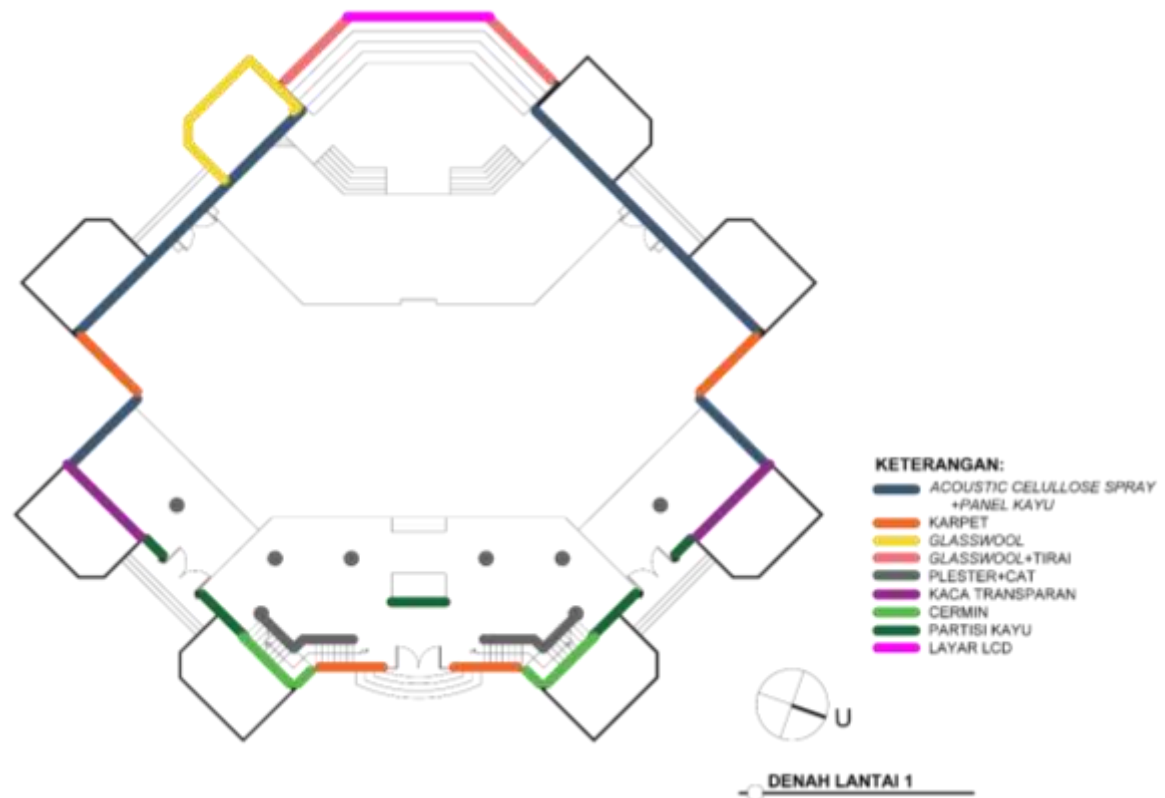 KETERANGAN:
ACOUSTIC CELULLOSE SPRAY
+PANEL KAYU
KARPET
GLASSWOOL
GLASSWOOL+TIRAI
PLESTER+CAT
KACA TRANSPARAN
CERMIN
PARTISI KAYU
LAYAR LCD
U
DENAH LANTAI 1